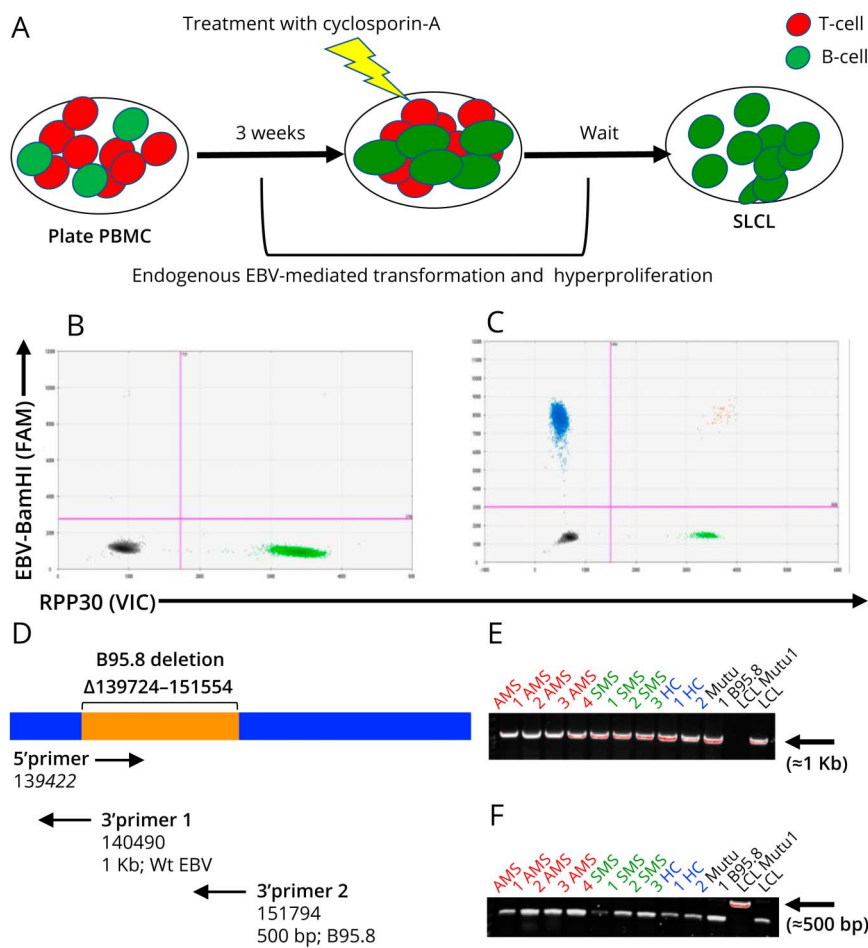 A
Treatment with cyclosporin-A
T-cell
B-cell
3 weeks
Wait
Plate PBMC
SLCL
Endogenous EBV-mediated transformation and hyperproliferation
B
C
EBV-BamHI (FAM)
RPP30 (VIC)
D
B95.8 deletion
Δ139724–151554
5'primer
139422
3'primer 1
140490
1 Kb; Wt EBV
3'primer 2
151794
500 bp; B95.8
E
AMS
1 AMS
2 AMS
3 AMS
4 SMS
1 SMS
2 SMS
3 HC
1 HC
2 Mutu
1 B95.8
LCL Mutu1
LCL
(≈1 Kb)
F
AMS
1 AMS
2 AMS
3 AMS
4 SMS
1 SMS
2 SMS
3 HC
1 HC
2 Mutu
1 B95.8
LCL Mutu1
LCL
(≈500 bp)